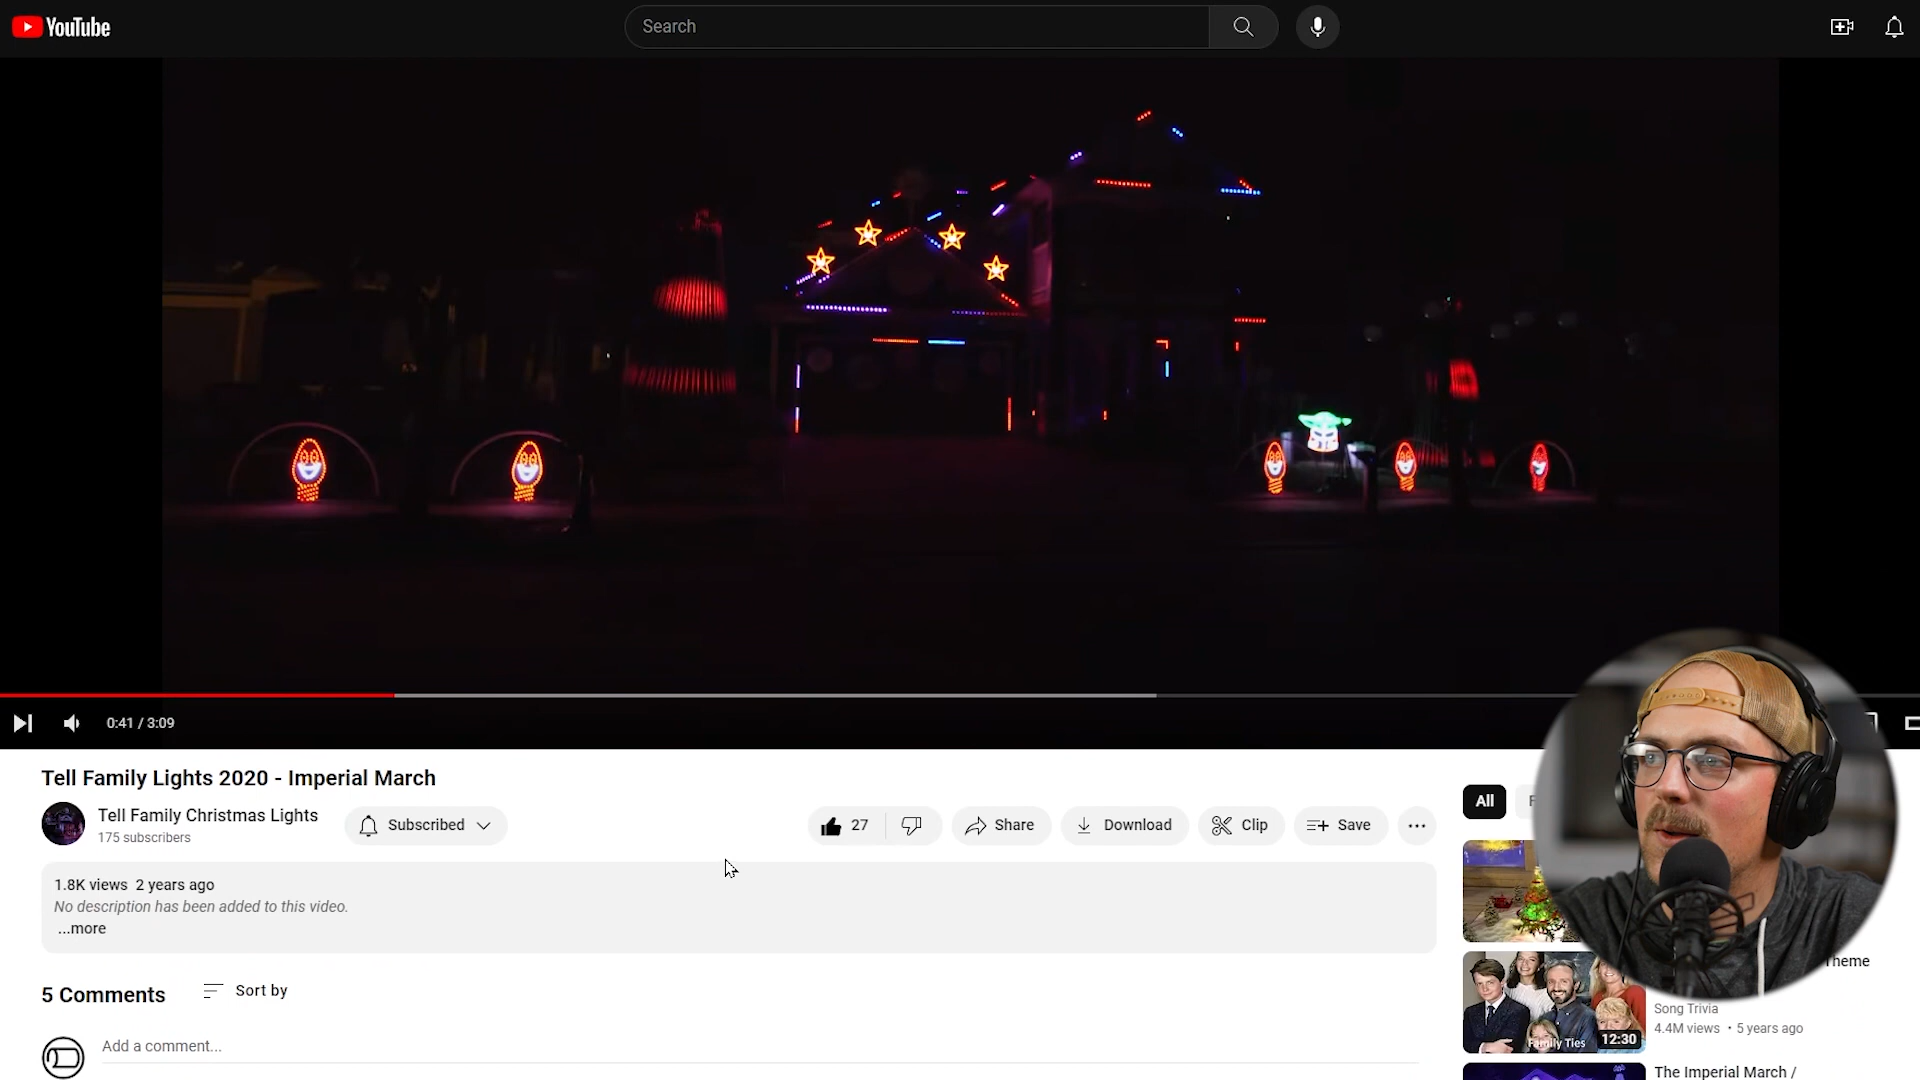 YouTube
Search
0:41 / 3:09
Tell Family Lights 2020 - Imperial March
Tell Family Christmas Lights
175 subscribers
Subscribed
27
Share
Download
Clip
Save
All
1.8K views 2 years ago
No description has been added to this video.
...more
5 Comments
Sort by
Add a comment...
Song Trivia
4.4M views • 5 years ago
Family Ties
12:30
The Imperial March /